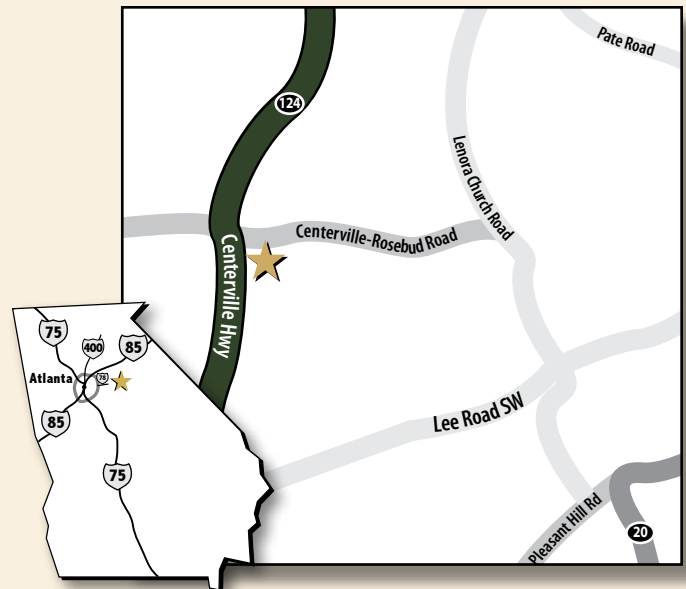 Pate Road
124
Lenora Church Road
Centerville-Rosebud Road
Centerville Hwy
75
400
85
Atlanta
78
85
Lee Road SW
75
Pleasant Hill Rd
20